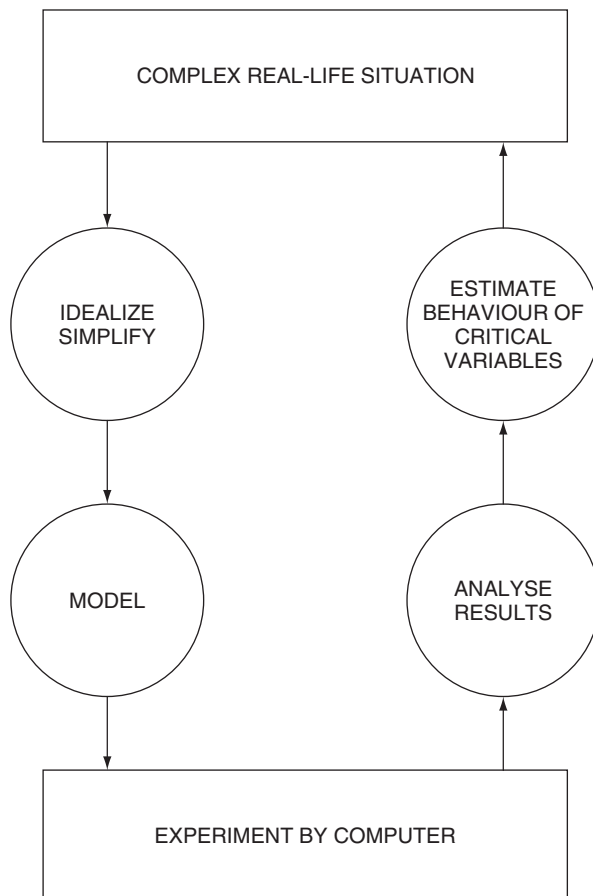 COMPLEX REAL-LIFE SITUATION
IDEALIZE
SIMPLIFY
ESTIMATE
BEHAVIOUR OF
CRITICAL
VARIABLES
MODEL
ANALYSE
RESULTS
EXPERIMENT BY COMPUTER